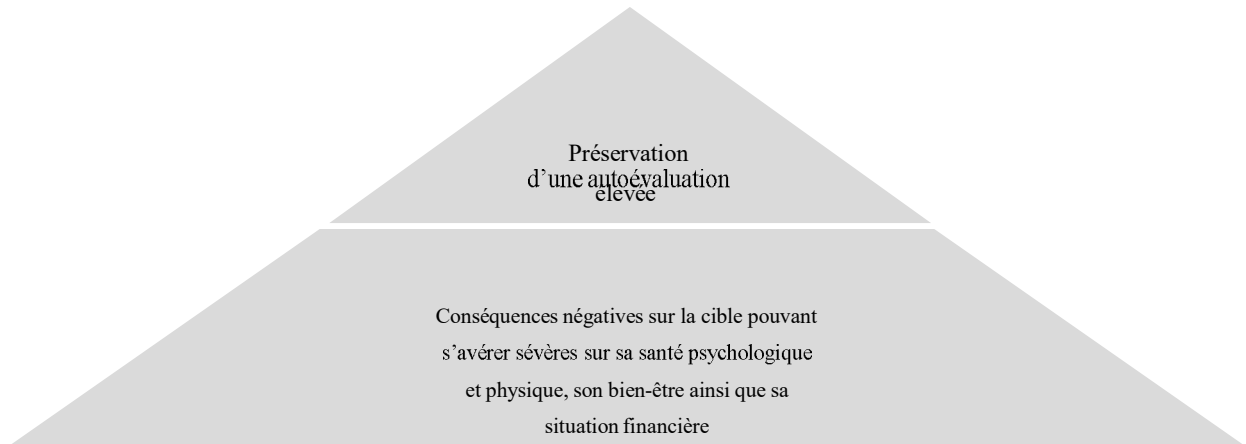 Préservation
d’une autoévaluation
élevée
Conséquences négatives sur la cible pouvant
s’avérer sévères sur sa santé psychologique
et physique, son bien-être ainsi que sa
situation financière